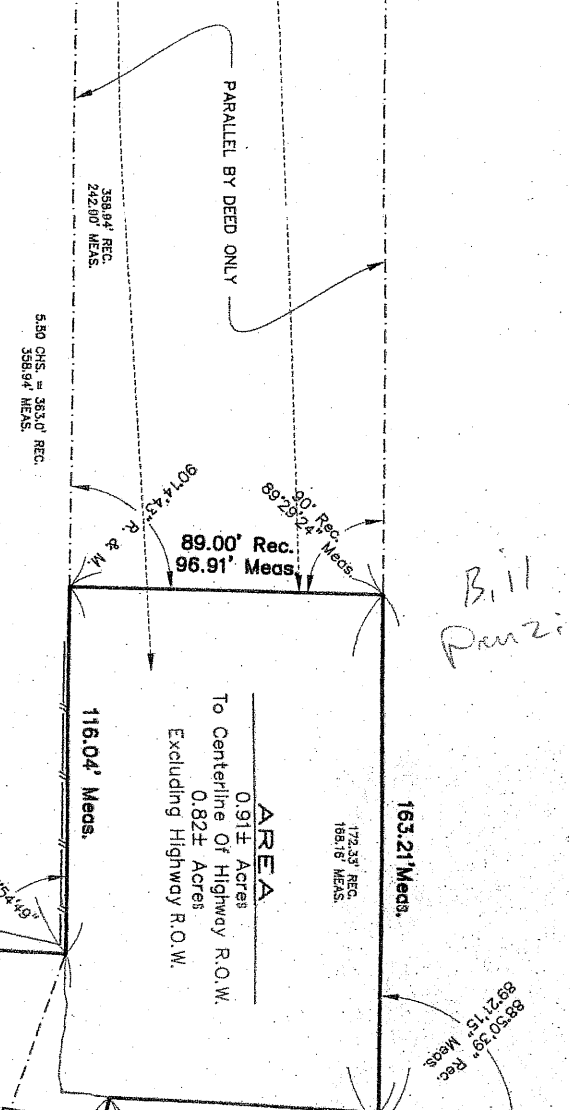 PARALLEL BY DEED ONLY
358.94' REC.
242.90' MEAS.
5.50 CHS. = 363.0' REC.
358.94' MEAS.
90°14'43" R. & M.
90° Rec.
89°29'24" Meas.
89.00' Rec.
96.91' Meas.
Bill
116.04' Meas.
AREA
0.91± Acres
To Centerline Of Highway R.O.W.
0.82± Acres
Excluding Highway R.O.W.
172.33' REC.
168.16' MEAS.
163.21' Meas.
88°50'39" Rec.
89°21'15" Meas.
54'49"